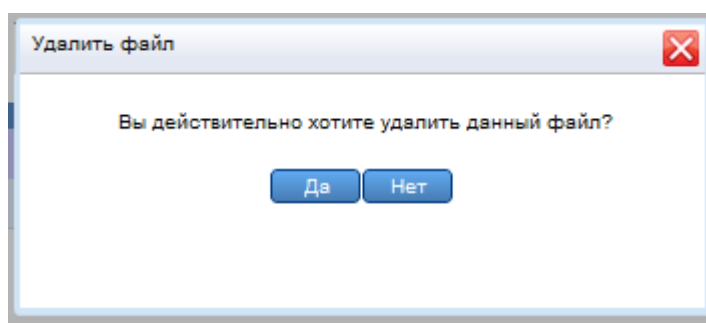 Удалить файл
Вы действительно хотите удалить данный файл?
Да Нет